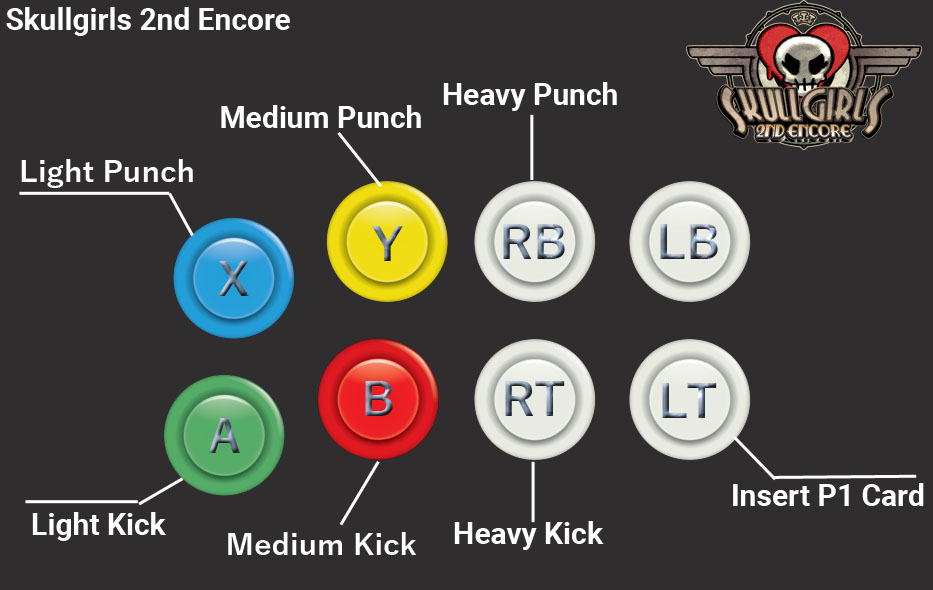 Skullgirls 2nd Encore
SKULLGIRLS
2ND ENCORE
Heavy Punch
Medium Punch
Light Punch
X
Y
RB
LB
A
B
RT
LT
Insert P1 Card
Light Kick
Medium Kick
Heavy Kick